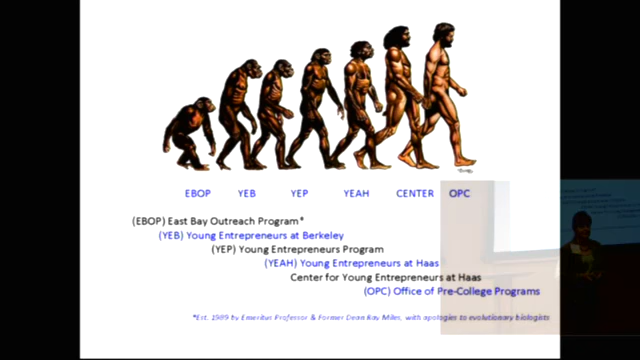 EBOP YEB YEP YEAH CENTER OPC
(EBOP) East Bay Outreach Program*
(YEB) Young Entrepreneurs at Berkeley
(YEP) Young Entrepreneurs Program
(YEAH) Young Entrepreneurs at Haas
Center for Young Entrepreneurs at Haas
(OPC) Office of Pre-College Programs
*Est. 1989 by Emeritus Professor & Former Dean Ray Miles, with apologies to evolutionary biologists